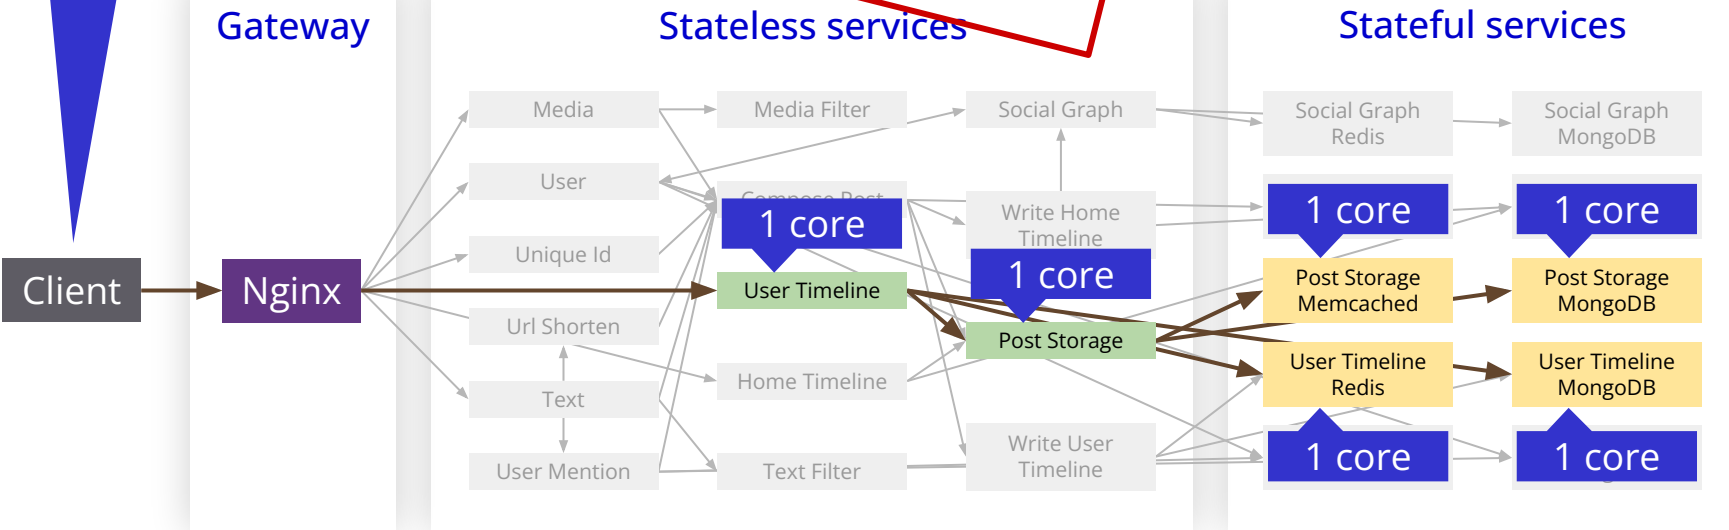 Gateway
Stateless services
Stateful services
Media
Media Filter
Social Graph
Social Graph
Redis
Social Graph
MongoDB
User
Compose Post
Write Home
Timeline
1 core
1 core
1 core
1 core
Unique Id
Client
Nginx
User Timeline
Post Storage
Memcached
Post Storage
MongoDB
Url Shorten
Post Storage
Home Timeline
User Timeline
Redis
User Timeline
MongoDB
Text
Write User
Timeline
1 core
1 core
User Mention
Text Filter